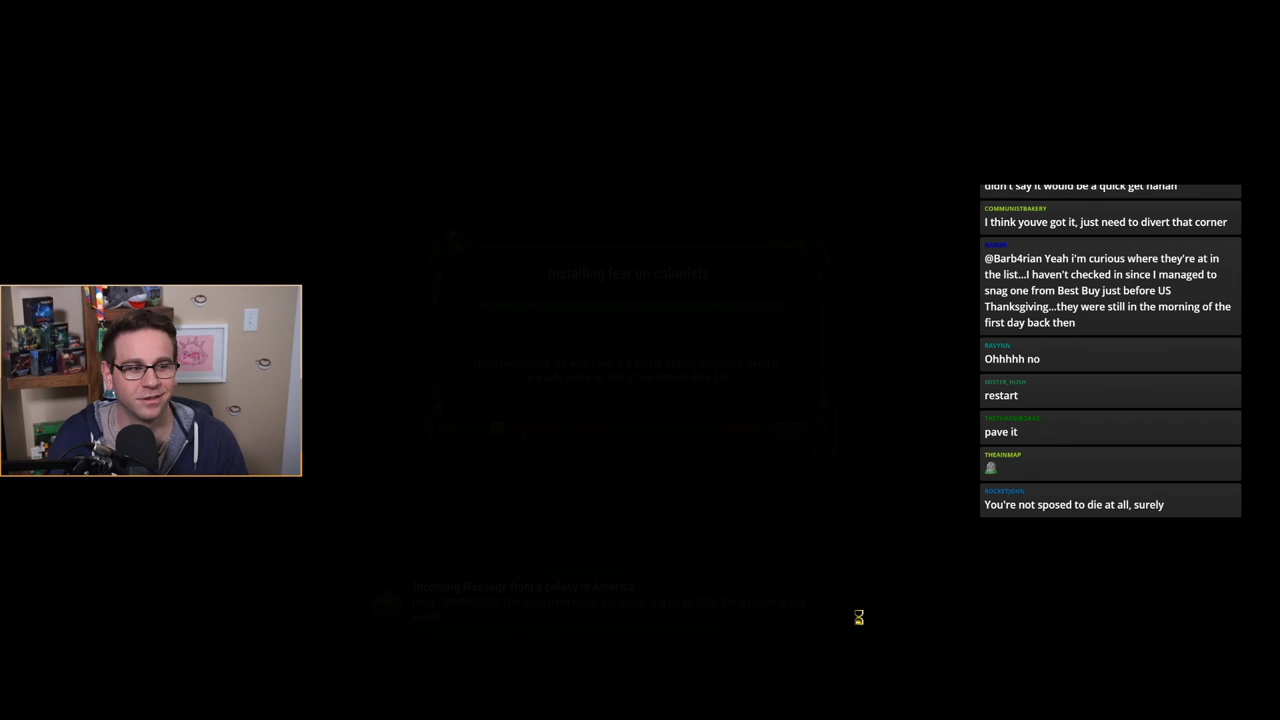 didn't say it would be a quick get hahah
COMMUNISTBAKERY
I think youve got it, just need to divert that corner
@Barb4rian Yeah i'm curious where they're at in
the list...I haven't checked in since I managed to
snag one from Best Buy just before US
Thanksgiving...they were still in the morning of the
first day back then
RAVYNN
Ohhhhh no
MISTER_HUSH
restart
pave it
THEAINMAP
ROCKETJOHN
You're not sposed to die at all, surely
Installing fear on colonists
Incoming Message from a colony in America: